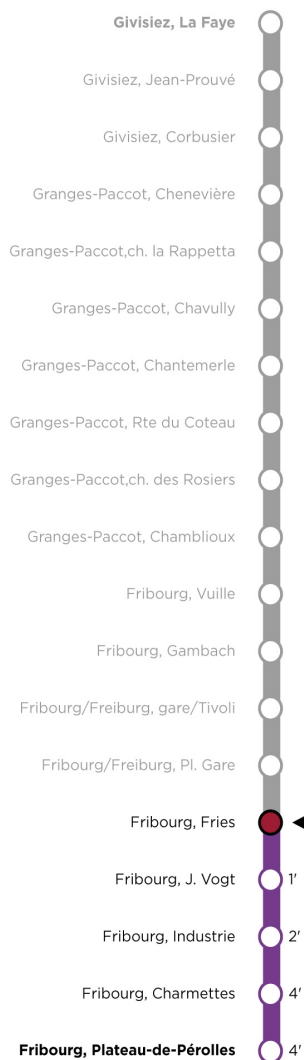 Givisiez, La Faye
Givisiez, Jean-Prouvé
Givisiez, Corbusier
Granges-Paccot, Chenevière
Granges-Paccot,ch. la Rappetta
Granges-Paccot, Chavully
Granges-Paccot, Chantemerle
Granges-Paccot, Rte du Coteau
Granges-Paccot,ch. des Rosiers
Granges-Paccot, Chamblioux
Fribourg, Vuille
Fribourg, Gambach
Fribourg/Freiburg, gare/Tivoli
Fribourg/Freiburg, Pl. Gare
Fribourg, Fries
Fribourg, J. Vogt 1'
Fribourg, Industrie 2'
Fribourg, Charmettes 4'
Fribourg, Plateau-de-Pérolles 4'